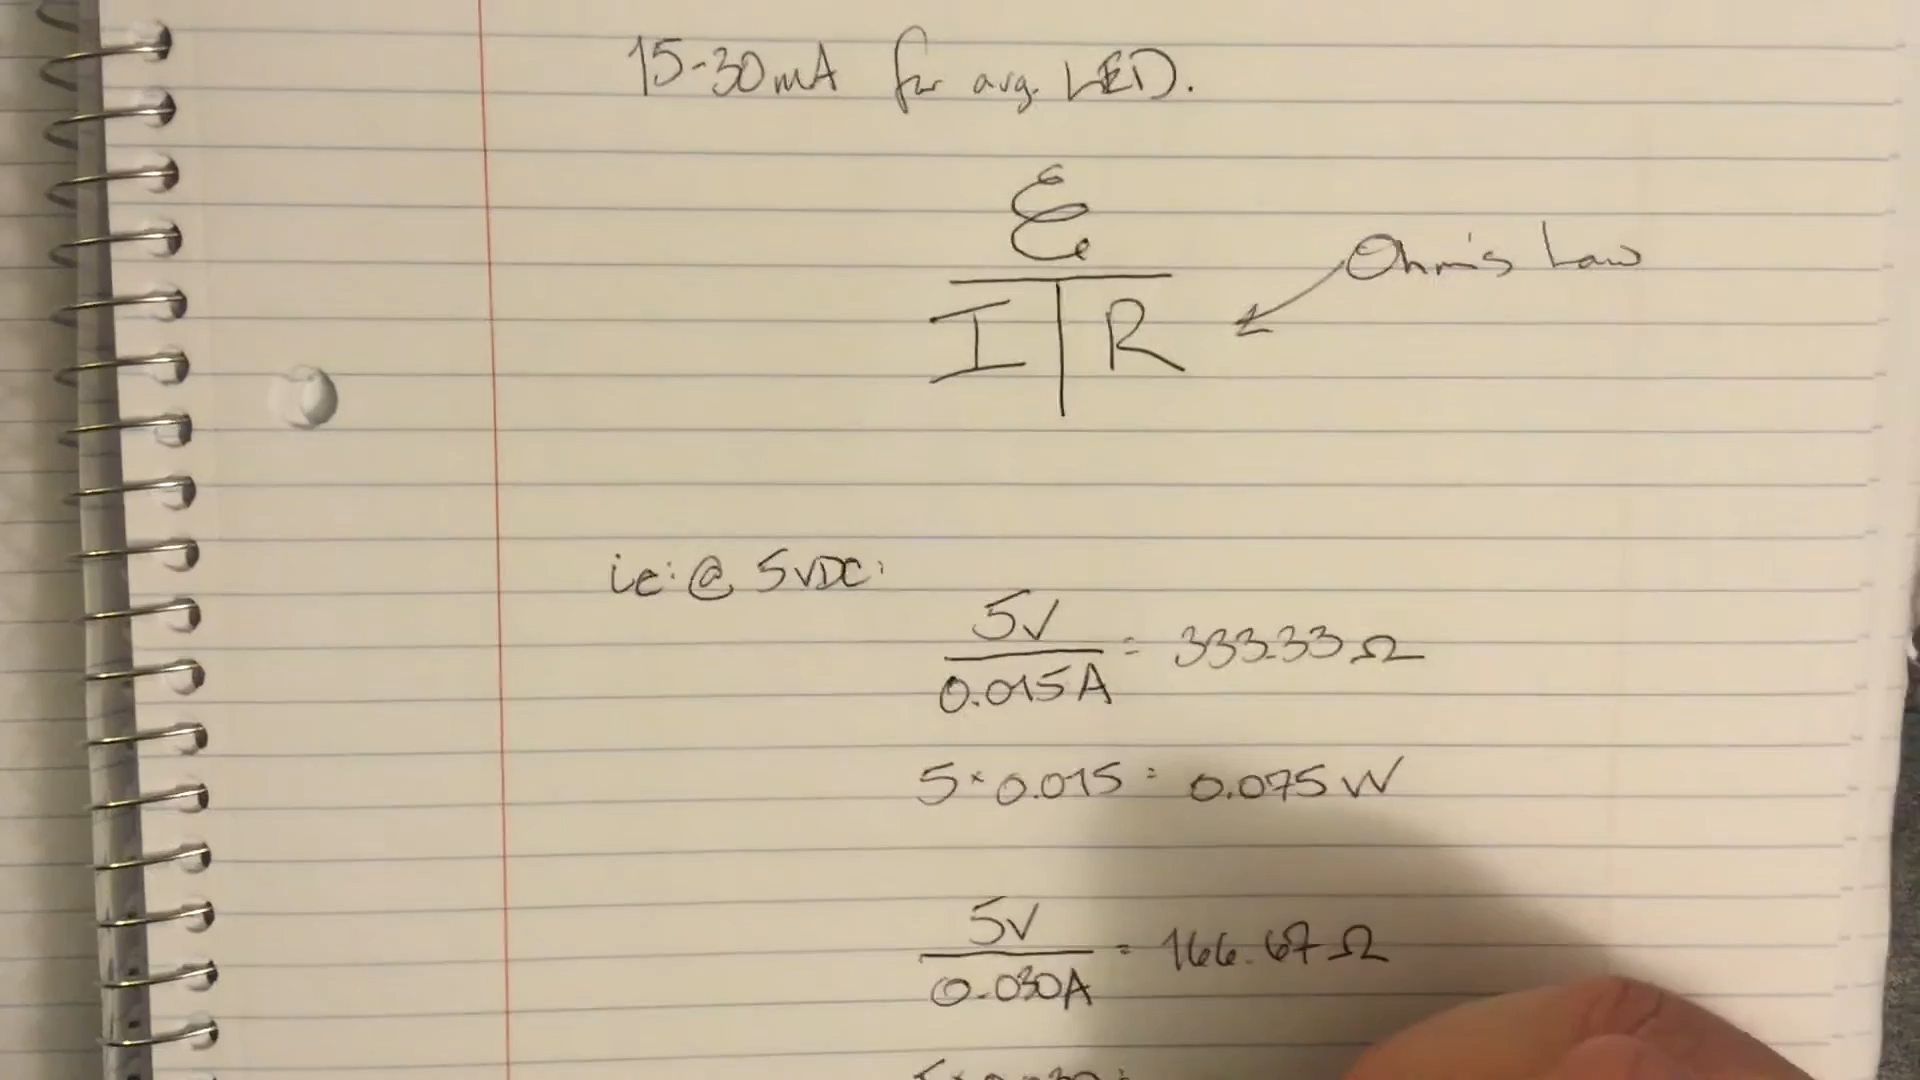 15-30mA for avg. LED.
E
I R
Ohm's Law
ie: @ 5VDC:
5V
0.015A
= 333.33 Ω
5 × 0.015 = 0.075 W
5V
0.030A
= 166.67 Ω